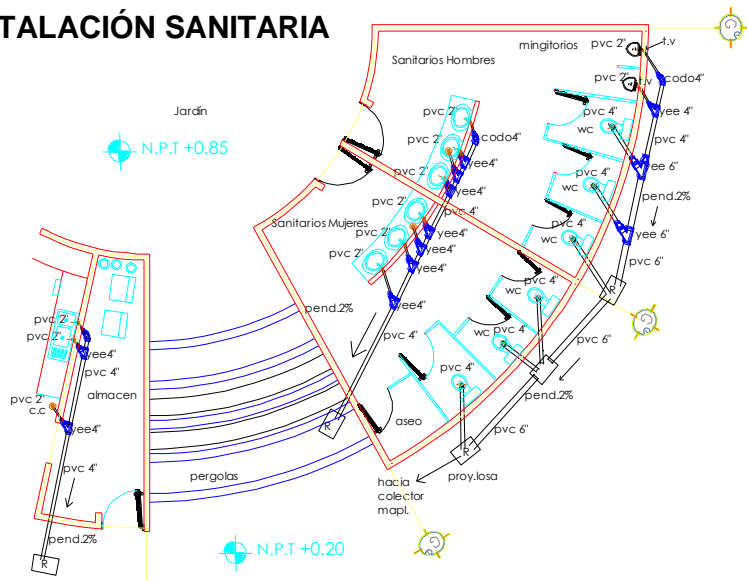 TALACIÓN SANITARIA
mingitorios
pvc 2"
t.v
Sanitarios Hombres
codo4"
pvc 2"
t.v
yee 4"
Jardín
pvc 2"
pvc 4"
wc
pvc 4"
N.P.T +0.85
pvc 2"
codo4"
yee4"
yee 6"
pvc 2"
yee4"
pvc 4"
wc
pend.2%
pvc 4"
Sanitarios Mujeres
pvc 2"
yee4"
pvc 4"
yee 6"
yee4"
wc
pvc 2"
yee4"
pvc 6"
pvc 4"
R
wc
yee4"
pend.2%
pvc 2"
pvc 2"
pvc 4"
wc
pvc 4"
pvc 6"
yee4"
pvc 4"
pvc 4"
R
almacen
pend.2%
pvc 2"
c.c
aseo
yee4"
R
pvc 6"
R
pvc 4"
pergolas
hacia
colector
mapl.
proy.losa
pend.2%
N.P.T +0.20
R